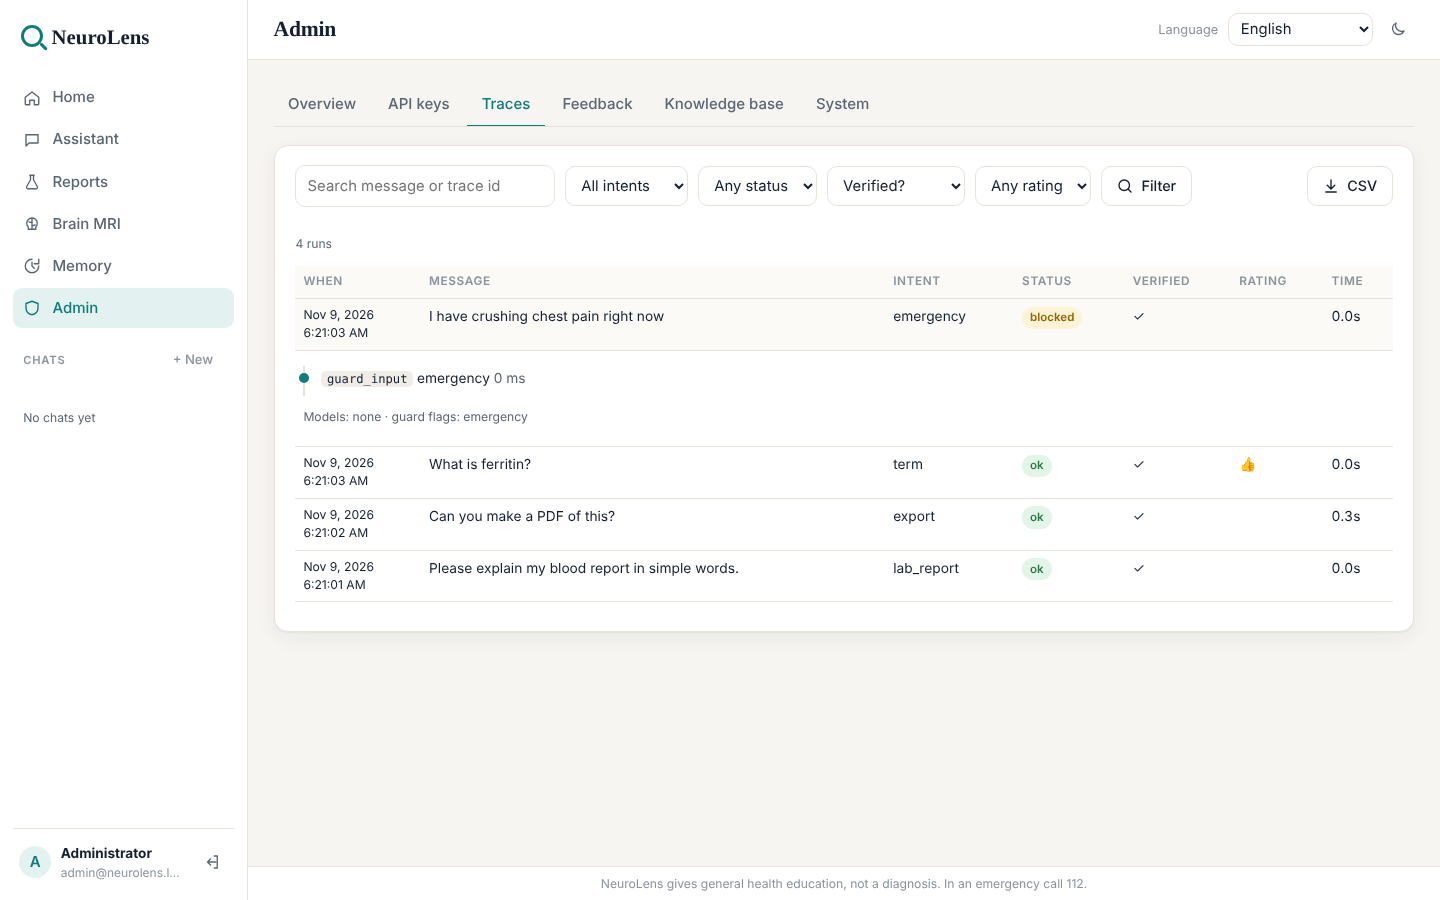 NeuroLens
Home
Assistant
Reports
Brain MRI
Memory
Admin
CHATS
+ New
No chats yet
A
Administrator
admin@neurolens.l...
Admin
Language
English
Overview
API keys
Traces
Feedback
Knowledge base
System
Search message or trace id
All intents
Any status
Verified?
Any rating
Filter
CSV
4 runs
WHEN MESSAGE INTENT STATUS VERIFIED RATING TIME
Nov 9, 2026
6:21:03 AM
I have crushing chest pain right now emergency blocked ✓ 0.0s
guard_input emergency 0 ms
Models: none · guard flags: emergency
Nov 9, 2026
6:21:03 AM
What is ferritin? term ok ✓ 👍 0.0s
Nov 9, 2026
6:21:02 AM
Can you make a PDF of this? export ok ✓ 0.3s
Nov 9, 2026
6:21:01 AM
Please explain my blood report in simple words. lab_report ok ✓ 0.0s
NeuroLens gives general health education, not a diagnosis. In an emergency call 112.